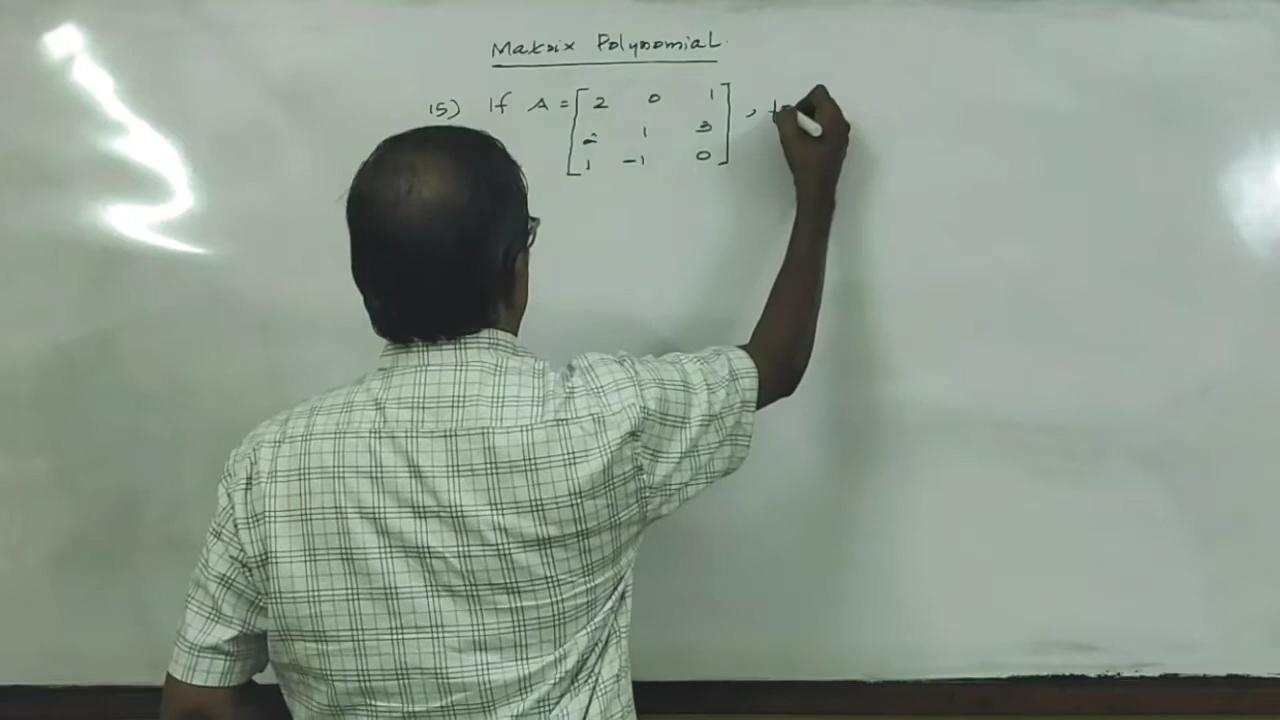 Matrix Polynomial.
15) If A = [ 2 0 1
2 1 3
1 -1 0 ] ,